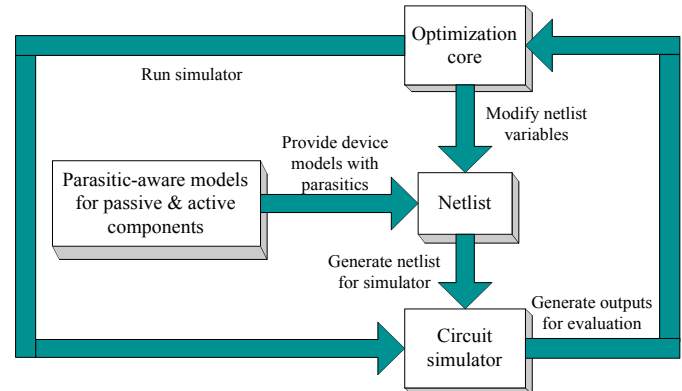 Optimization
core
Run simulator
Modify netlist
variables
Provide device
models with
parasitics
Parasitic-aware models
for passive & active
components
Netlist
Generate netlist
for simulator
Generate outputs
for evaluation
Circuit
simulator